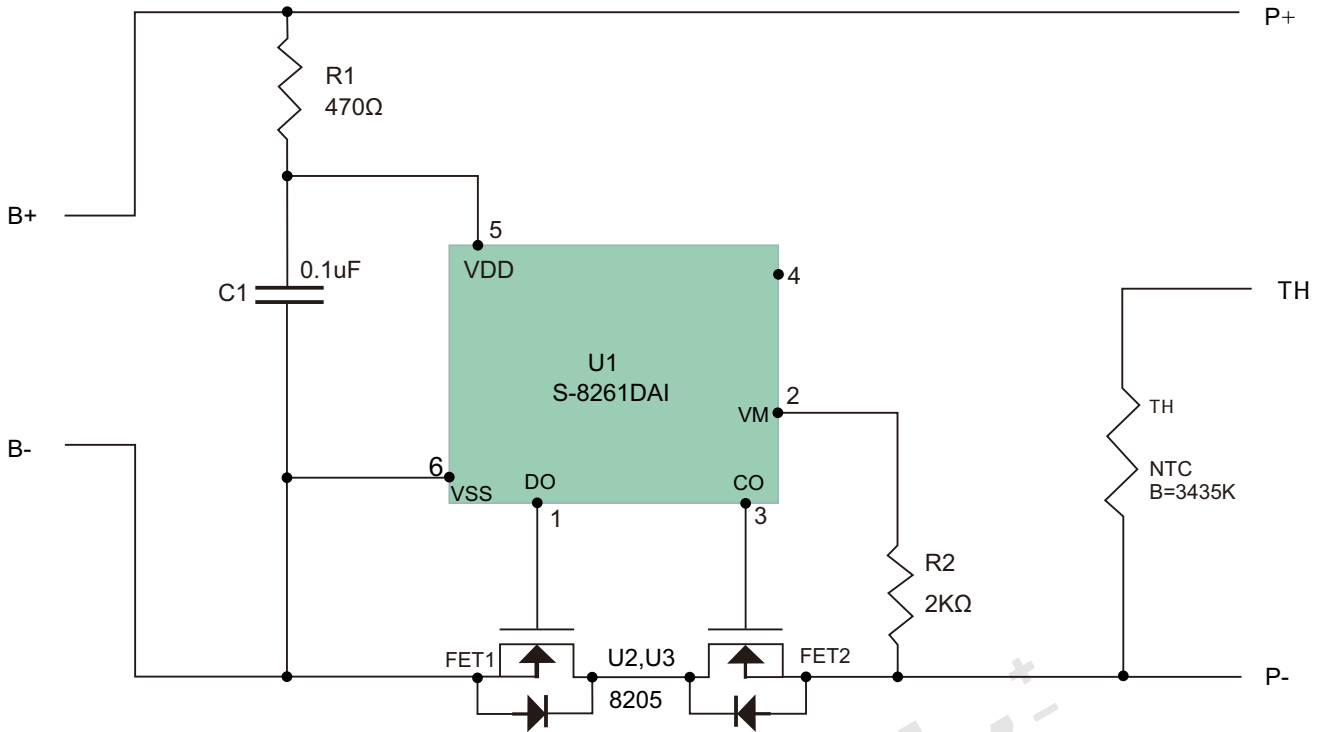 P+
R1
470Ω
B+
5
VDD
4
0.1uF
C1
TH
U1
S-8261DAI
2
VM
TH
B-
6
VSS
DO
CO
NTC
B=3435K
1
3
R2
2KΩ
FET1
U2,U3
FET2
8205
P-